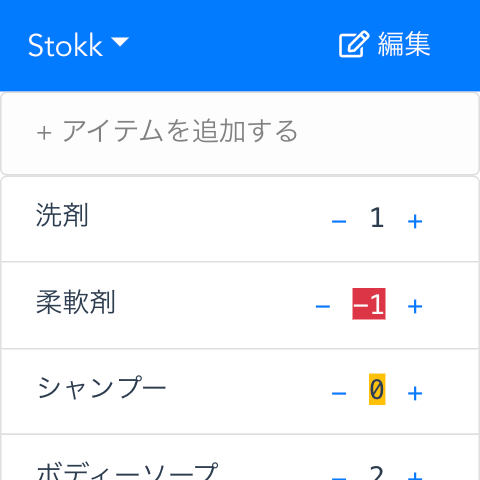 Stokk 編集
+ アイテムを追加する
洗剤 − 1 +
柔軟剤 − −1 +
シャンプー − 0 +
ボディーソープ − 2 +